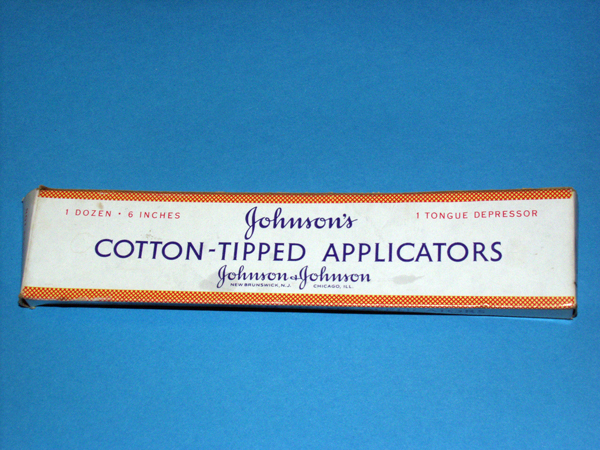 1 DOZEN • 6 INCHES
Johnson's
1 TONGUE DEPRESSOR
COTTON-TIPPED APPLICATORS
Johnson & Johnson
NEW BRUNSWICK, N.J. CHICAGO, ILL.